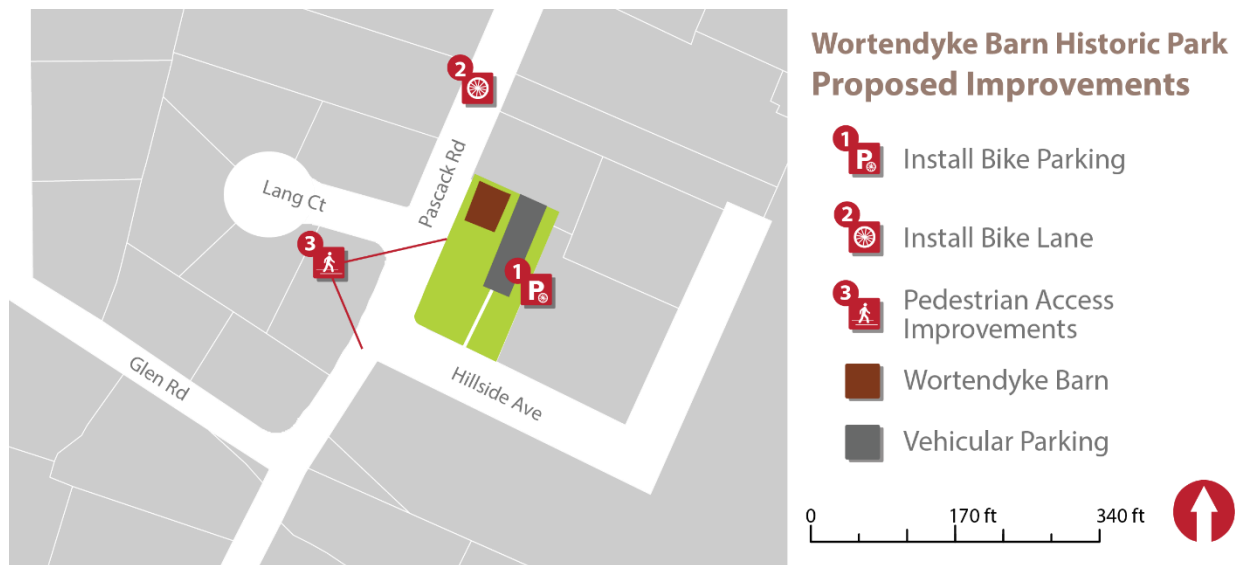 Wortendyke Barn Historic Park
Proposed Improvements
1
P
Install Bike Parking
2
Install Bike Lane
3
Pedestrian Access
Improvements
Wortendyke Barn
Vehicular Parking
0
170 ft
340 ft
2
Pascack Rd
Lang Ct
3
1
P
Glen Rd
Hillside Ave